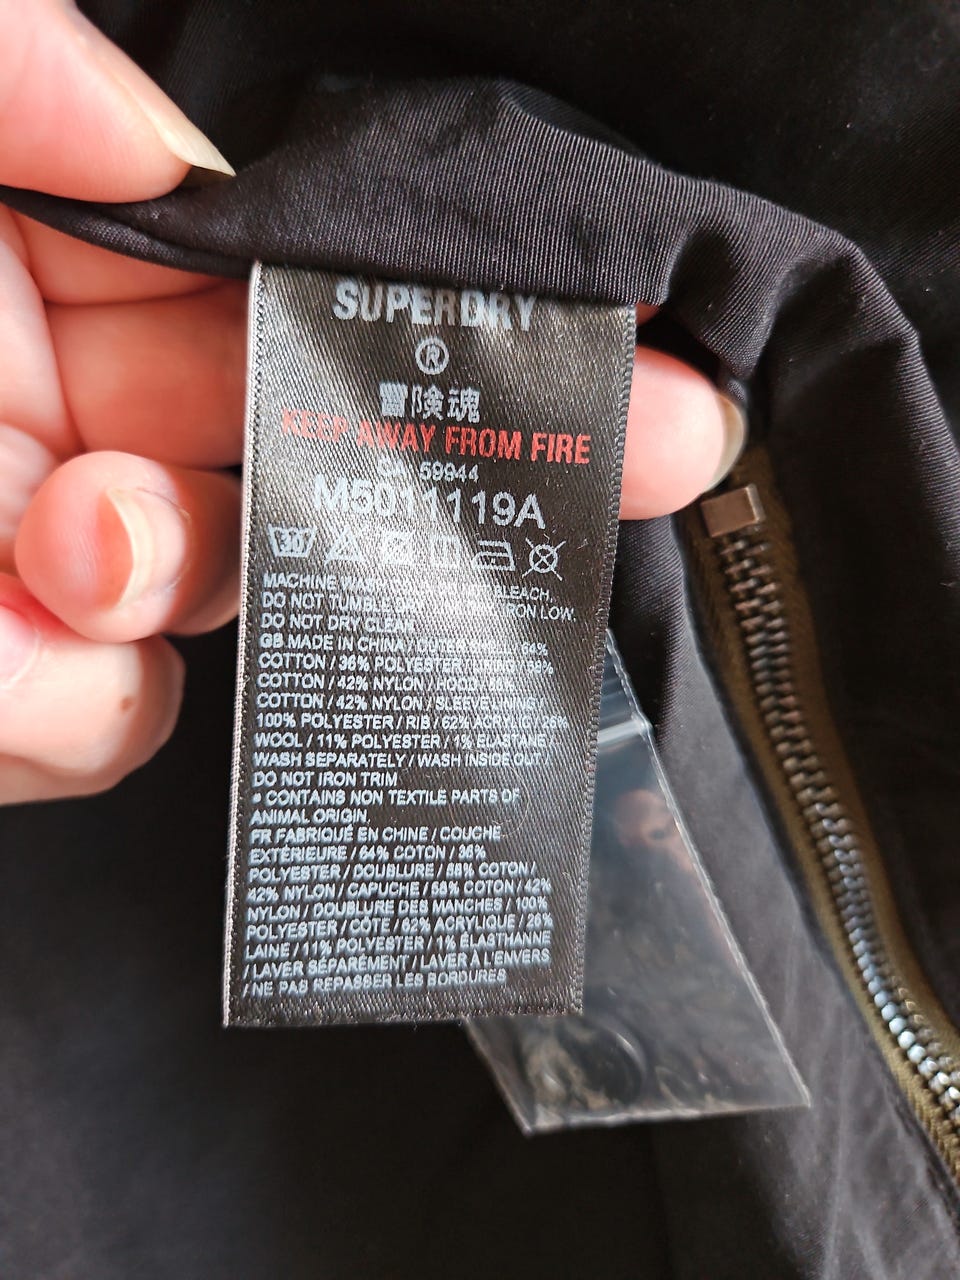 SUPERDRY
®
冒険魂
KEEP AWAY FROM FIRE
CA 59944
M5011119A
30
MACHINE WASH BLEACH,
DO NOT TUMBLE IRON LOW.
DO NOT DRY CLEAN
GB MADE IN CHINA / OUTER 64%
COTTON / 36% POLYESTER / 58%
COTTON / 42% NYLON / HOOD
COTTON / 42% NYLON / SLEEVE LINING
100% POLYESTER / RIB / 62% ACRYLIC / 26%
WOOL / 11% POLYESTER / 1% ELASTANE /
WASH SEPARATELY / WASH INSIDE OUT /
DO NOT IRON TRIM
# CONTAINS NON TEXTILE PARTS OF
ANIMAL ORIGIN.
FR FABRIQUÉ EN CHINE / COUCHE
EXTÉRIEURE / 64% COTON / 36%
POLYESTER / DOUBLURE / 58% COTON /
42% NYLON / CAPUCHE / 58% COTON / 42%
NYLON / DOUBLURE DES MANCHES / 100%
POLYESTER / CÔTE / 62% ACRYLIQUE / 26%
LAINE / 11% POLYESTER / 1% ÉLASTHANNE
/ LAVER SÉPARÉMENT / LAVER À L'ENVERS
/ NE PAS REPASSER LES BORDURES